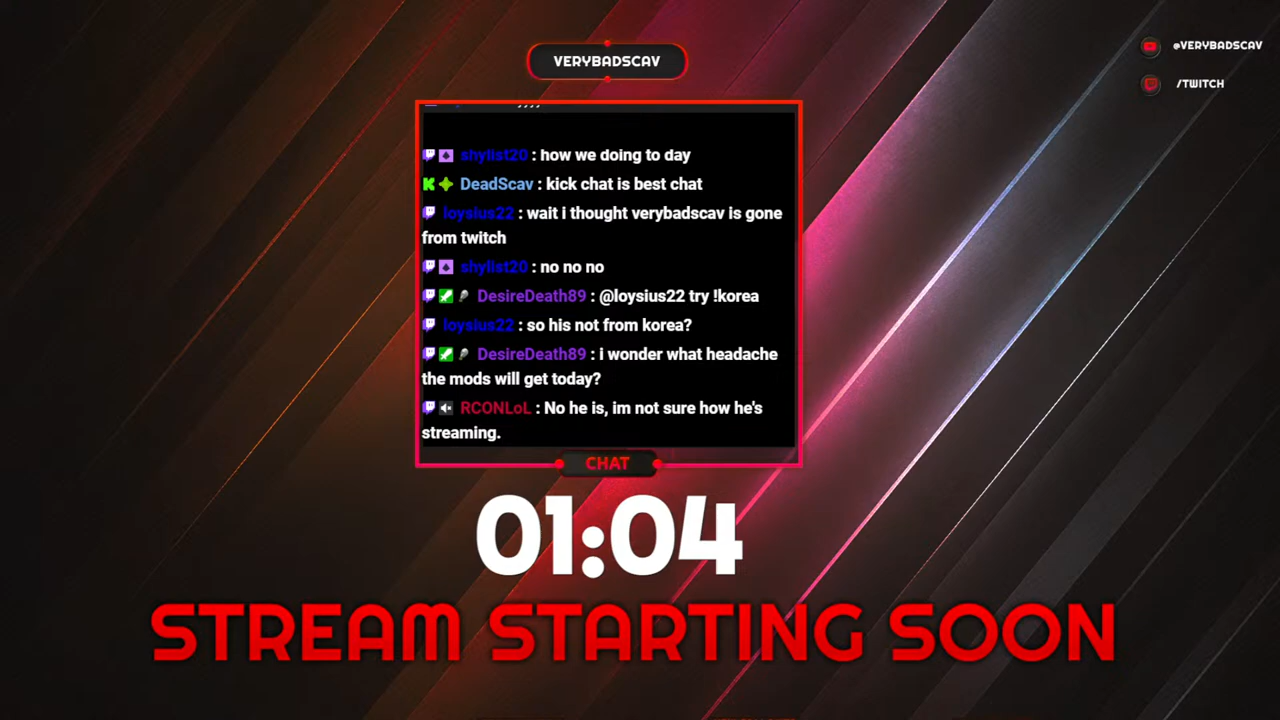 VERYBADSCAV
@VERYBADSCAV
/TWITCH
shylist20 : how we doing to day
DeadScav : kick chat is best chat
loysius22 : wait i thought verybadscav is gone
from twitch
shylist20 : no no no
DesireDeath89 : @loysius22 try !korea
loysius22 : so his not from korea?
DesireDeath89 : i wonder what headache
the mods will get today?
RCONLoL : No he is, im not sure how he's
streaming.
CHAT
01:04
STREAM STARTING SOON